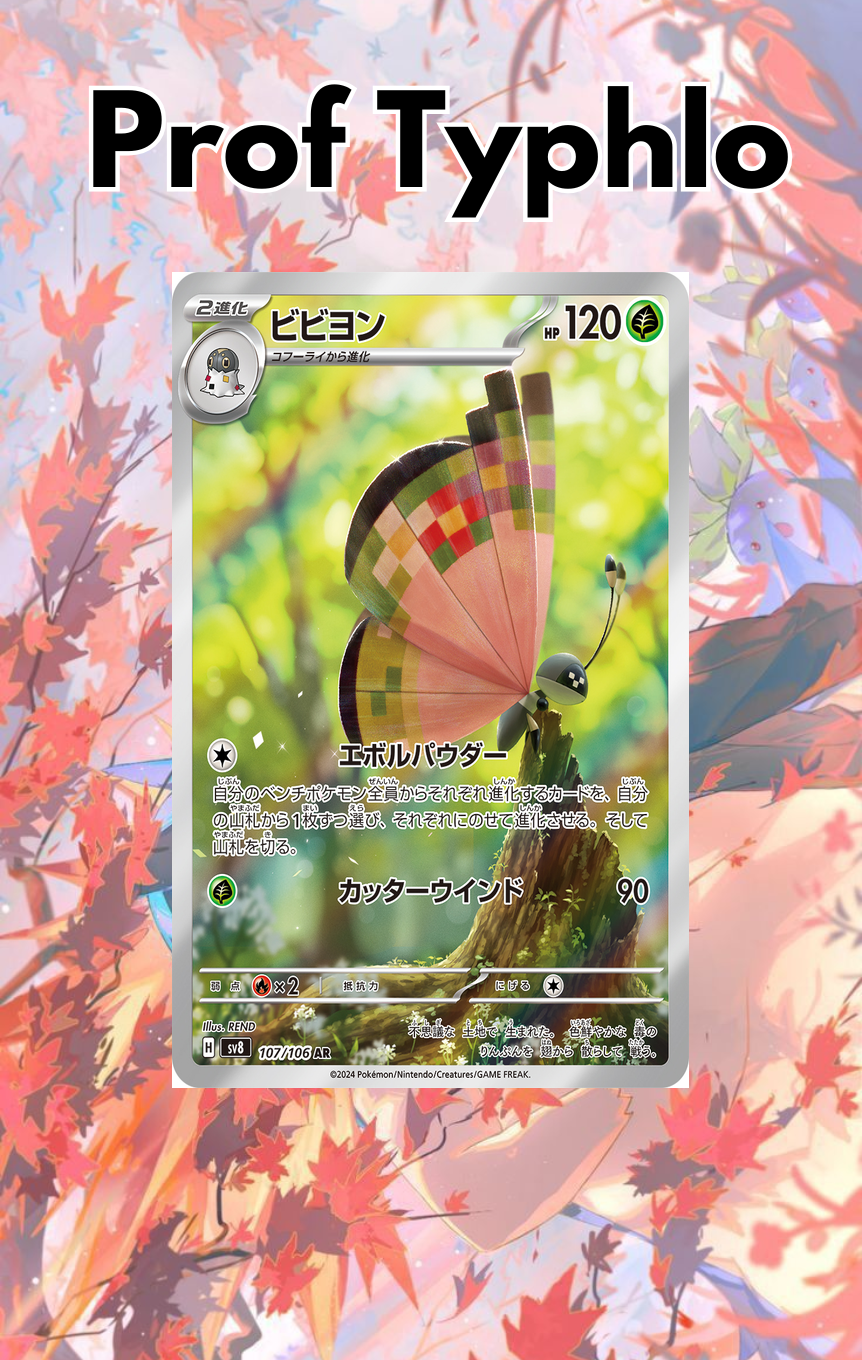 Prof Typhlo
2進化
ビビヨン
HP 120
コフーライから進化
エボルパウダー
自分のベンチポケモン全員からそれぞれ進化するカードを、自分
の山札から1枚ずつ選び、それぞれにのせて進化させる。そして
山札を切る。
カッターウインド 90
弱点 ×2 抵抗力 にげる
Illus. REND
不思議な 土地で 生まれた。 色鮮やかな 毒の
りんぷんを 翅から 散らして 戦う。
H sv8 107/106 AR
©2024 Pokémon/Nintendo/Creatures/GAME FREAK.